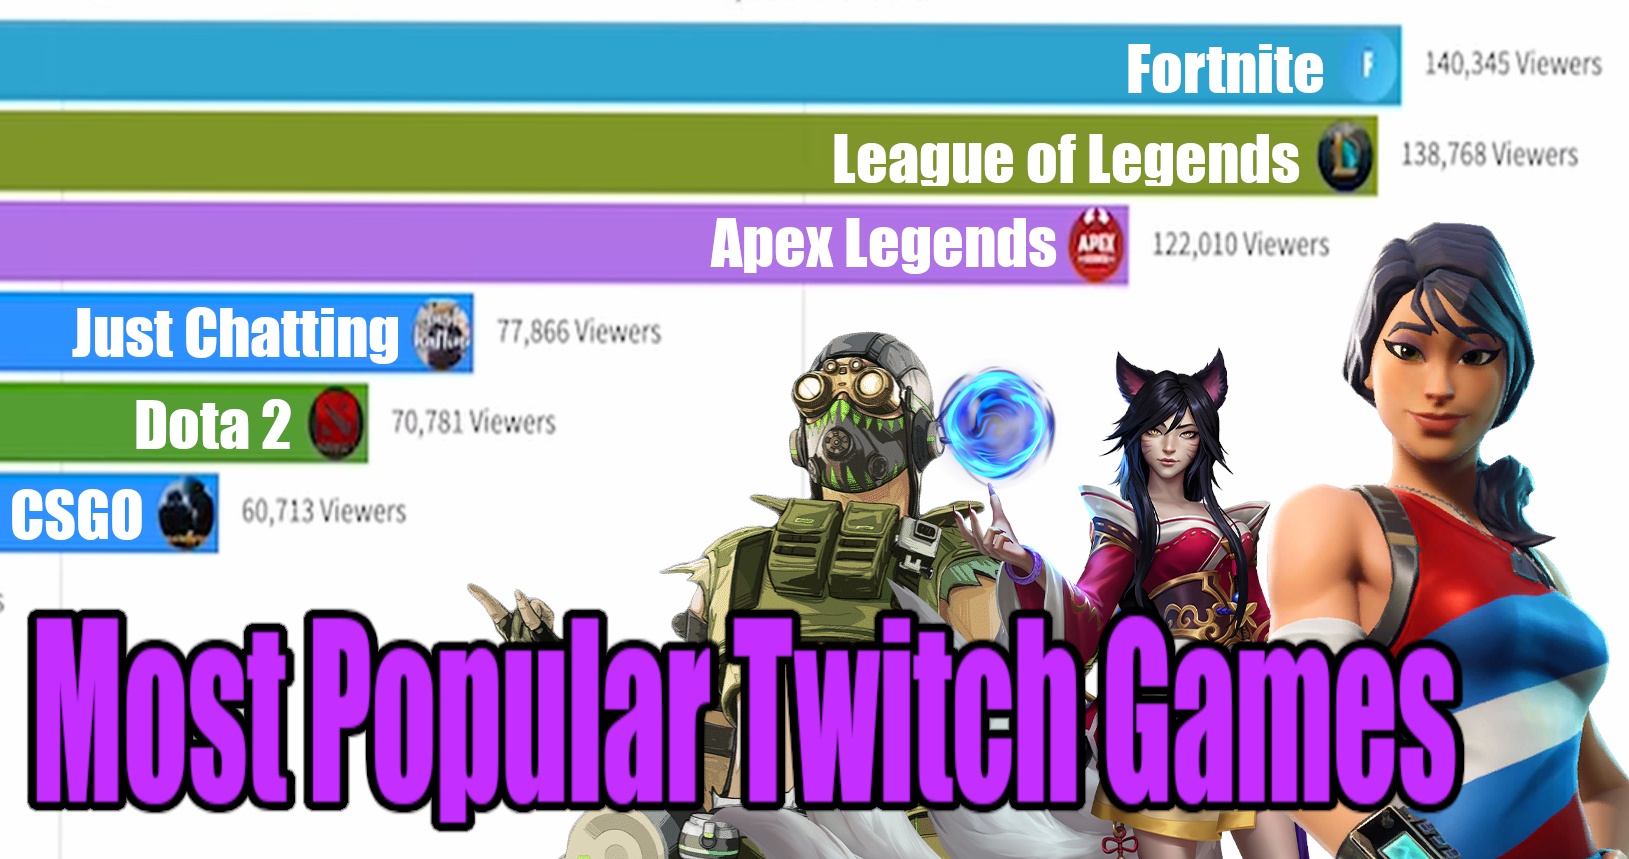 Fortnite F 140,345 Viewers
League of Legends 138,768 Viewers
Apex Legends APEX 122,010 Viewers
Just Chatting 77,866 Viewers
Dota 2 70,781 Viewers
CSGO 60,713 Viewers
Most Popular Twitch Games